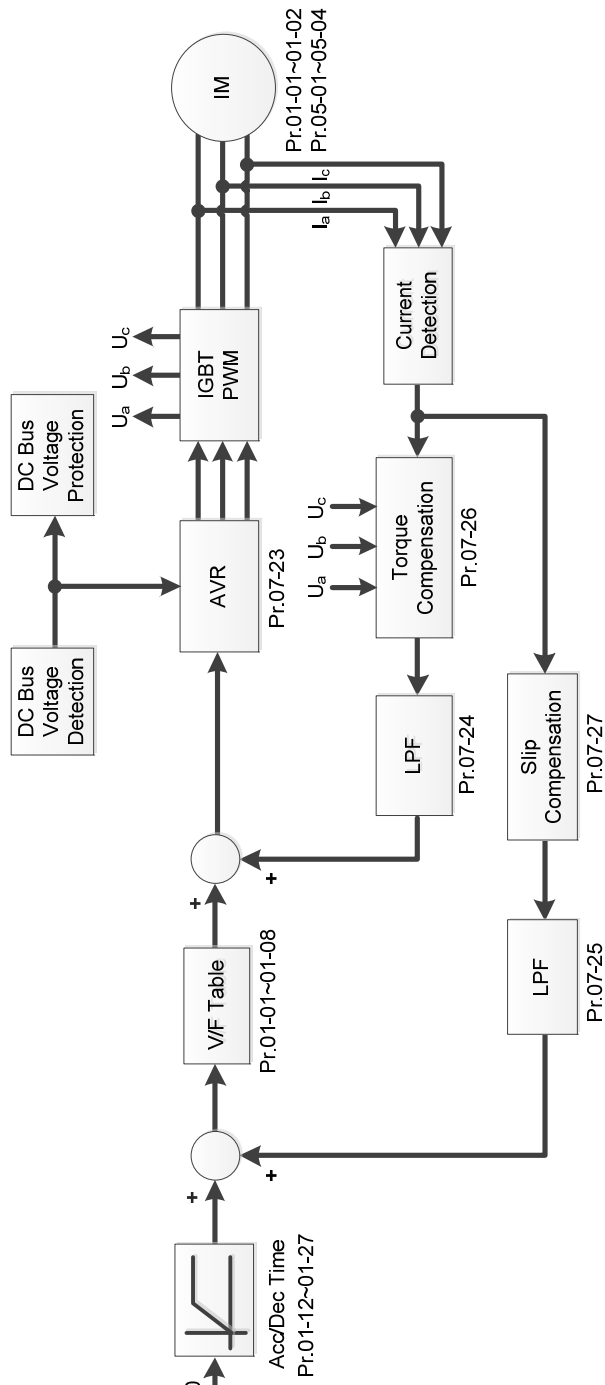 DC Bus
Voltage
Detection
DC Bus
Voltage
Protection
Acc/Dec Time
Pr.01-12~01-27
+
+
V/F Table
Pr.01-01~01-08
+
+
AVR
Pr.07-23
Ua
Ub
Uc
IGBT
PWM
IM
Pr.01-01~01-02
Pr.05-01~05-04
Ia
Ib
Ic
LPF
Pr.07-24
Ua
Ub
Uc
Torque
Compensation
Pr.07-26
Current
Detection
LPF
Pr.07-25
Slip
Compensation
Pr.07-27